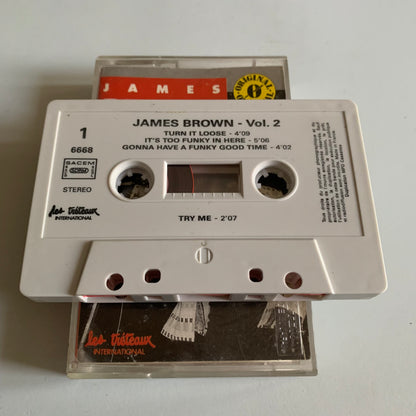 JAMES
ORIGINAL
JAMES BROWN - Vol. 2
1
TURN IT LOOSE - 4'09
6668
IT'S TOO FUNKY IN HERE - 5'06
GONNA HAVE A FUNKY GOOD TIME - 4'02
SACEM
STEREO
les tréteaux
INTERNATIONAL
TRY ME - 2'07
les tréteaux
INTERNATIONAL